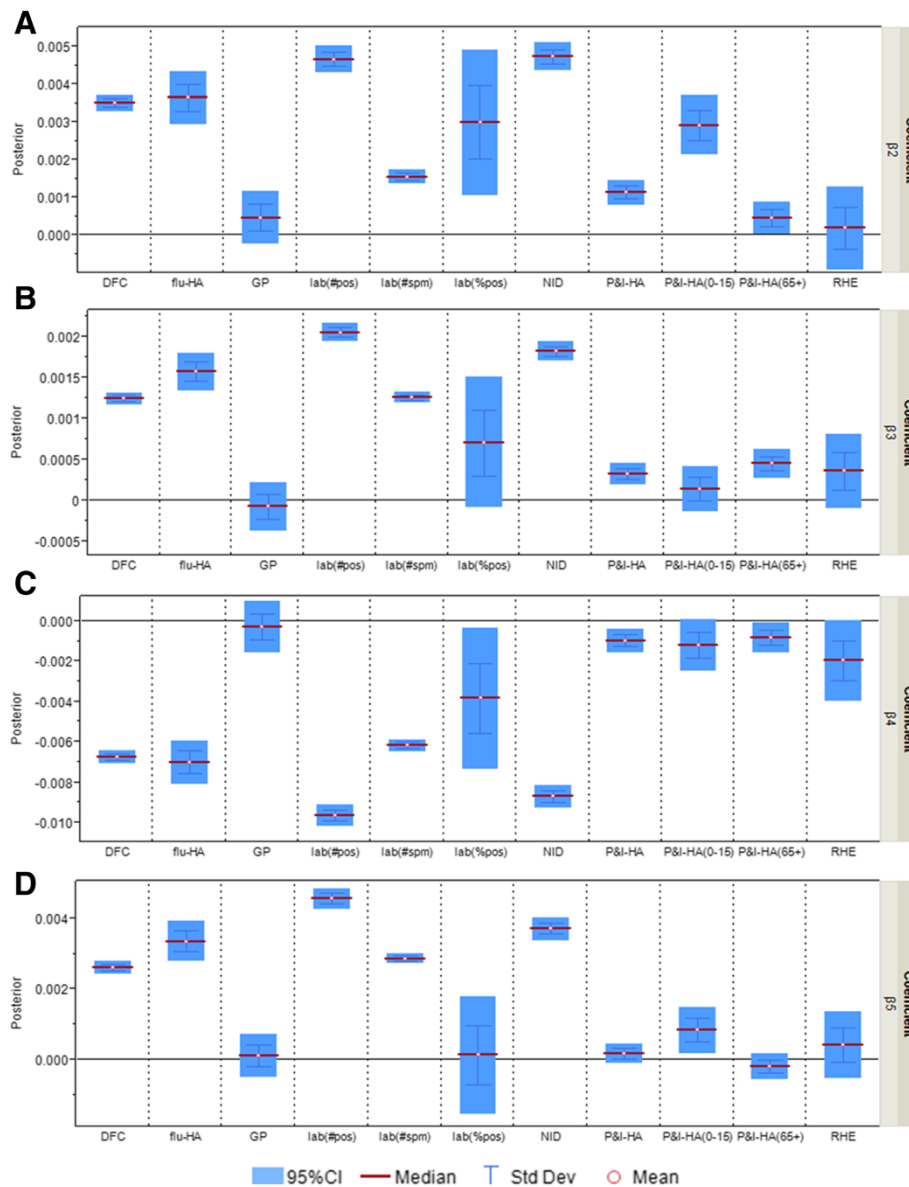 A
0.005
0.004
0.003
0.002
0.001
0.000
Posterior
DFC flu-HA GP lab(#pos) lab(#spm) lab(%pos) NID P&I-HA P&I-HA(0-15) P&I-HA(65+) RHE
β2
Coefficient
B
0.002
0.0015
0.001
0.0005
0
-0.0005
Posterior
DFC flu-HA GP lab(#pos) lab(#spm) lab(%pos) NID P&I-HA P&I-HA(0-15) P&I-HA(65+) RHE
β3
Coefficient
C
0.000
-0.002
-0.004
-0.006
-0.008
-0.010
Posterior
DFC flu-HA GP lab(#pos) lab(#spm) lab(%pos) NID P&I-HA P&I-HA(0-15) P&I-HA(65+) RHE
β4
Coefficient
D
0.004
0.002
0.000
Posterior
DFC flu-HA GP lab(#pos) lab(#spm) lab(%pos) NID P&I-HA P&I-HA(0-15) P&I-HA(65+) RHE
β5
Coefficient
95%CI Median Std Dev Mean